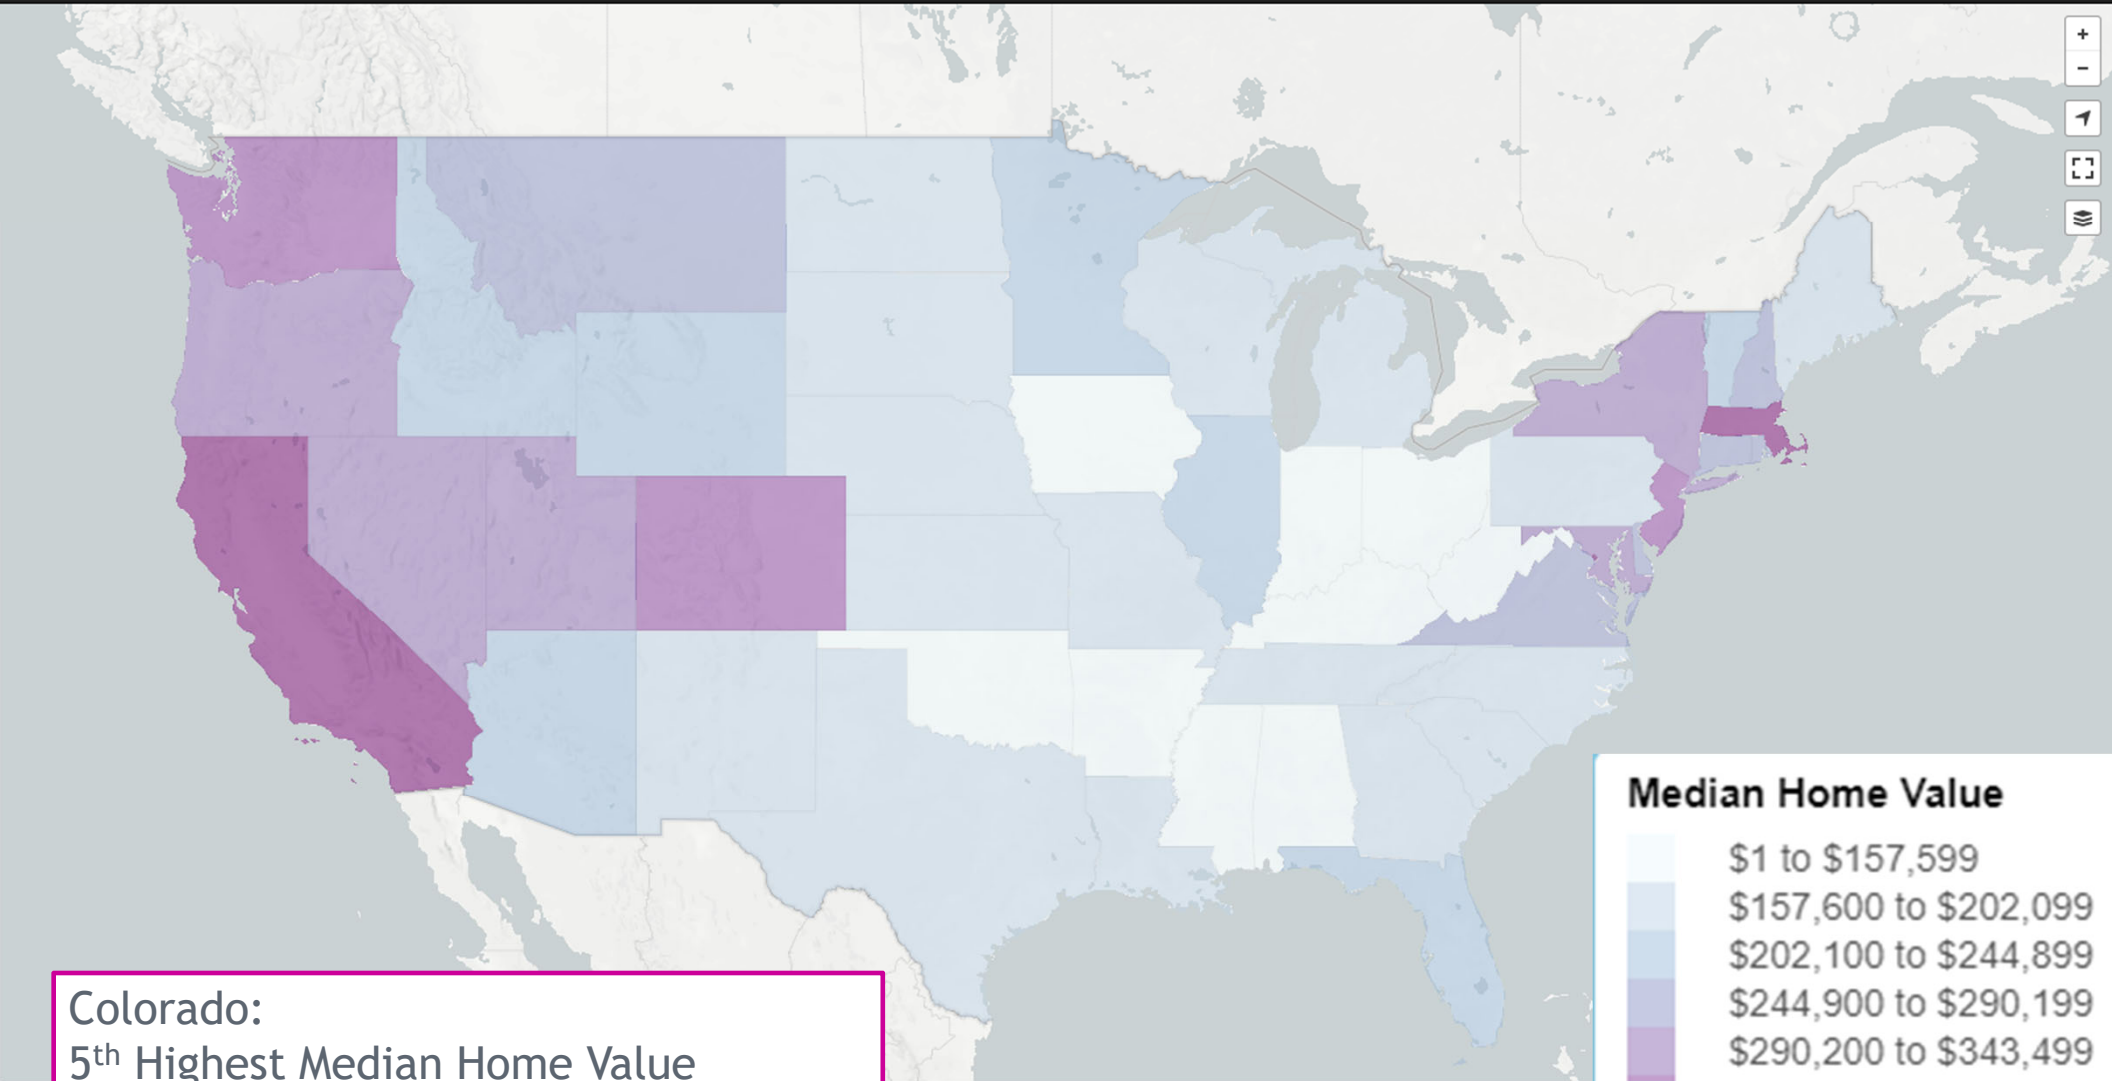 +
−
Median Home Value
$1 to $157,599
$157,600 to $202,099
$202,100 to $244,899
$244,900 to $290,199
$290,200 to $343,499
Colorado:
5th Highest Median Home Value